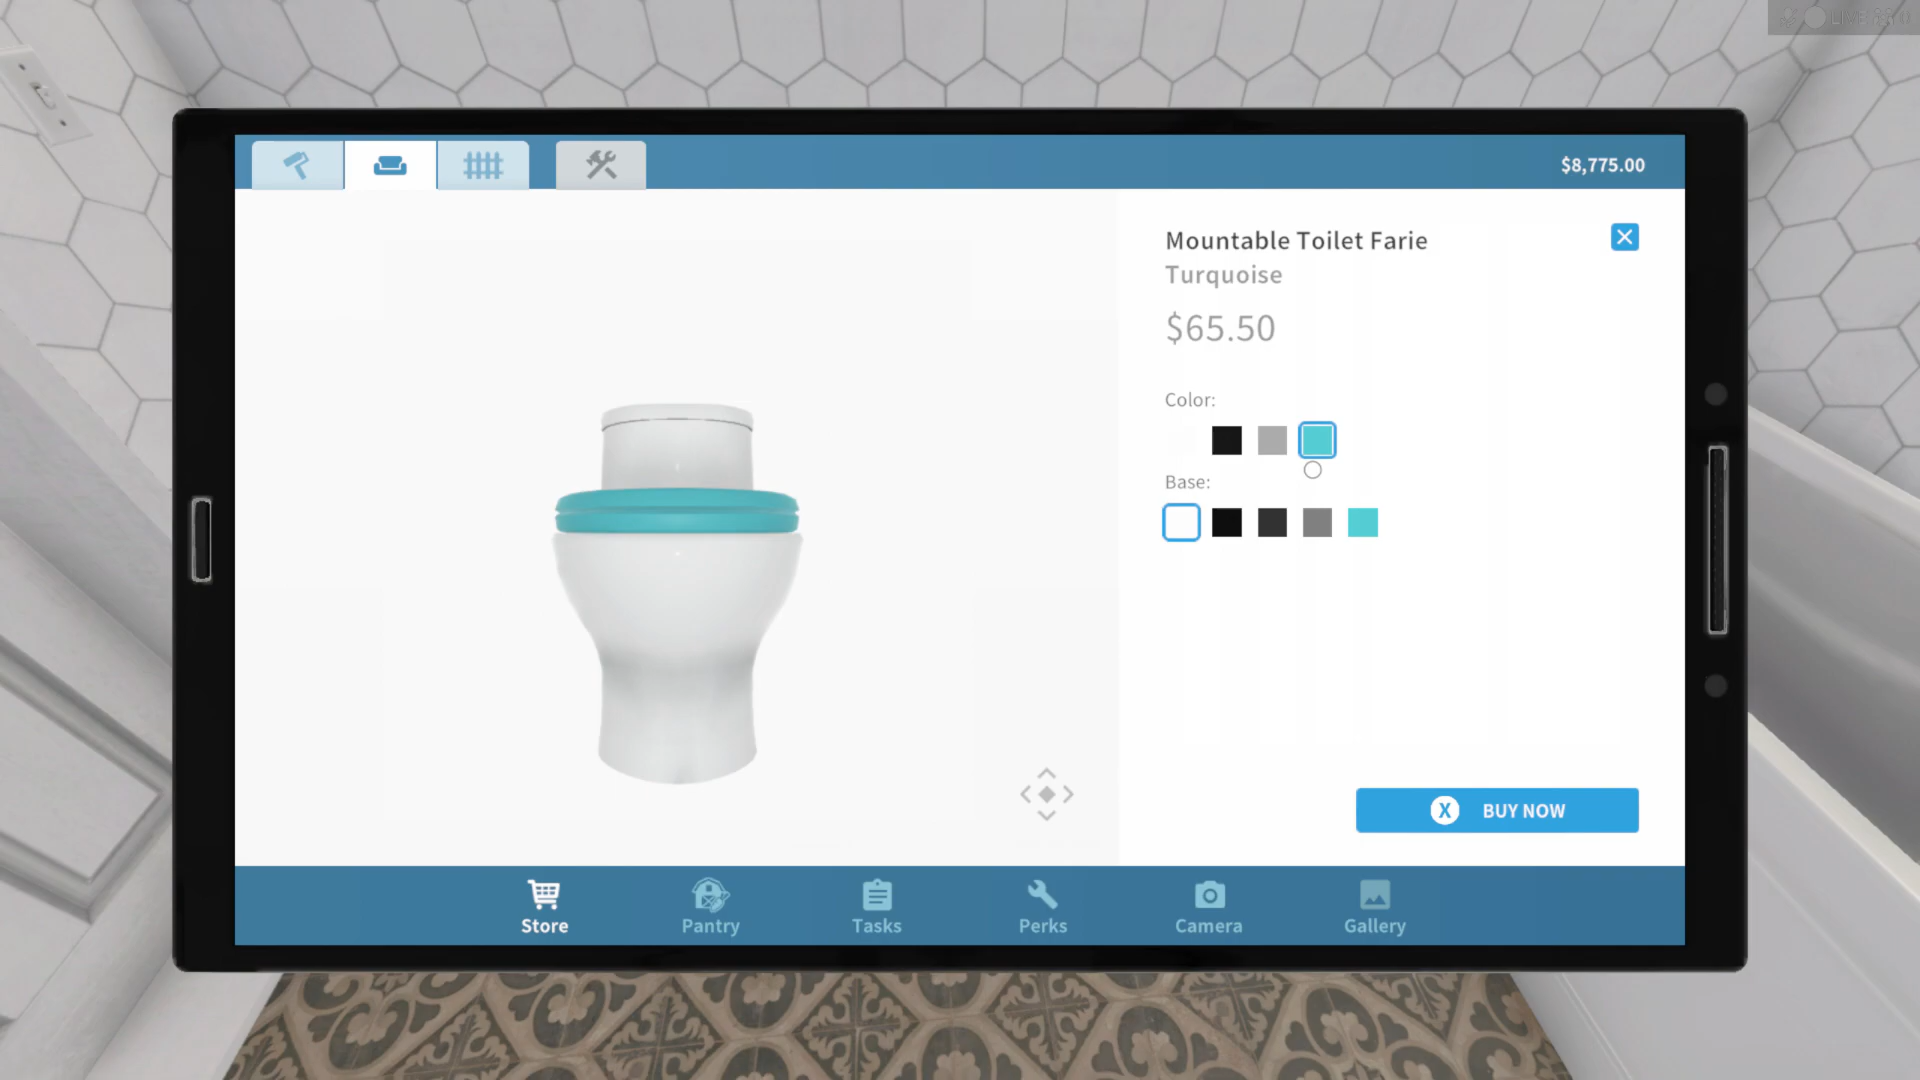 $8,775.00
Mountable Toilet Farie
Turquoise
$65.50
Color:
Base:
X BUY NOW
Store
Pantry
Tasks
Perks
Camera
Gallery